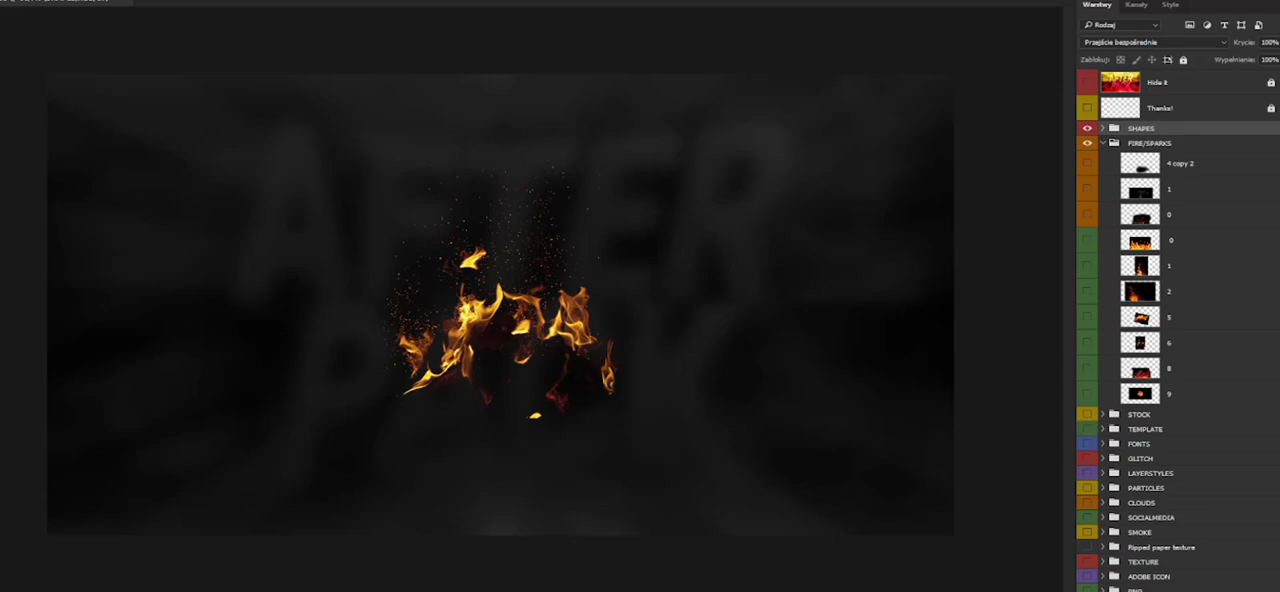 AFTER
Warstwy Kanały Style
Rodzaj
Przejście bezpośrednie Krycie: 100%
Zablokuj: Wypełnienie: 100%
Hide it
Thanks!
SHAPES
FIRE/SPARKS
4 copy 2
1
0
0
1
2
5
6
8
9
STOCK
TEMPLATE
FONTS
GLITCH
LAYERSTYLES
PARTICLES
CLOUDS
SOCIALMEDIA
SMOKE
Ripped paper texture
TEXTURE
ADOBE ICON